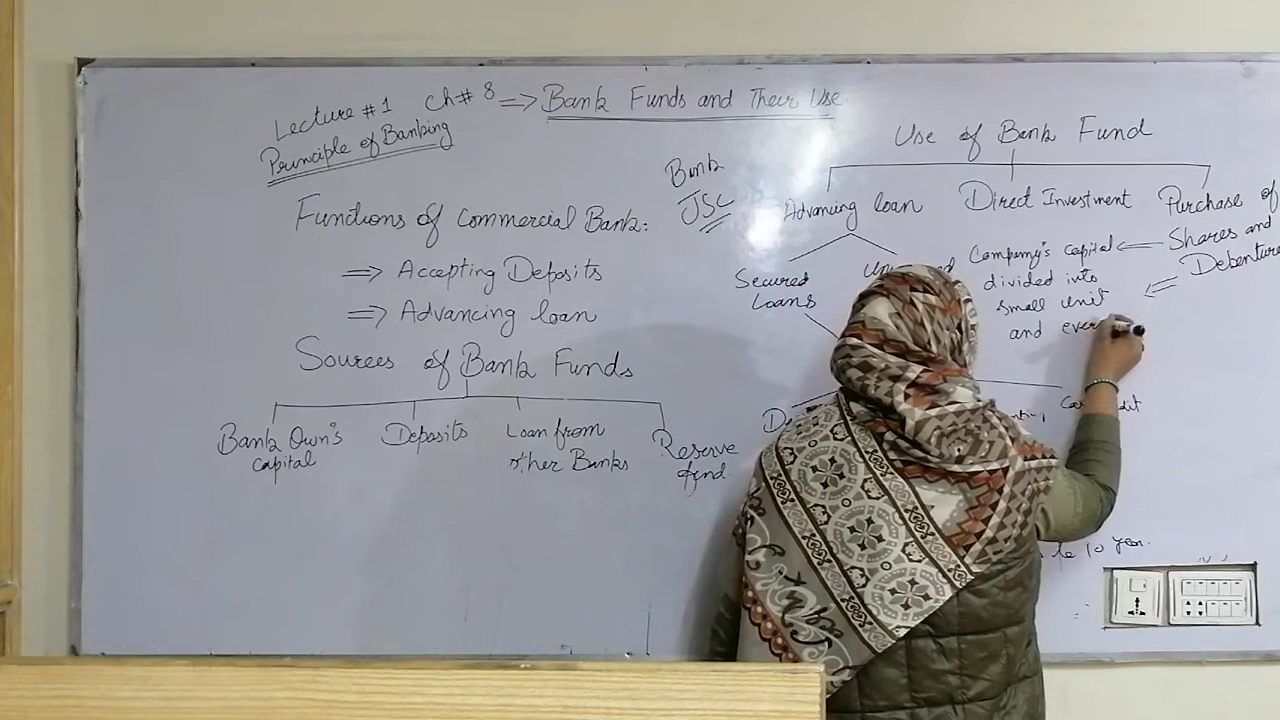 Lecture #1 Ch# 8 => Bank Funds and Their Use
Principle of Banking
Functions of Commercial Bank:
=> Accepting Deposits
=> Advancing loan
Sources of Bank Funds
Bank Own's
capital
Deposits
Loan from
other Banks
Reserve
fund
Bank
JSC
Use of Bank Fund
Advancing loan
Direct Investment
Purchase of
Shares and
Debenture
Secured
Loans
Company's capital
divided into
small unit
and ever
to 10 year.